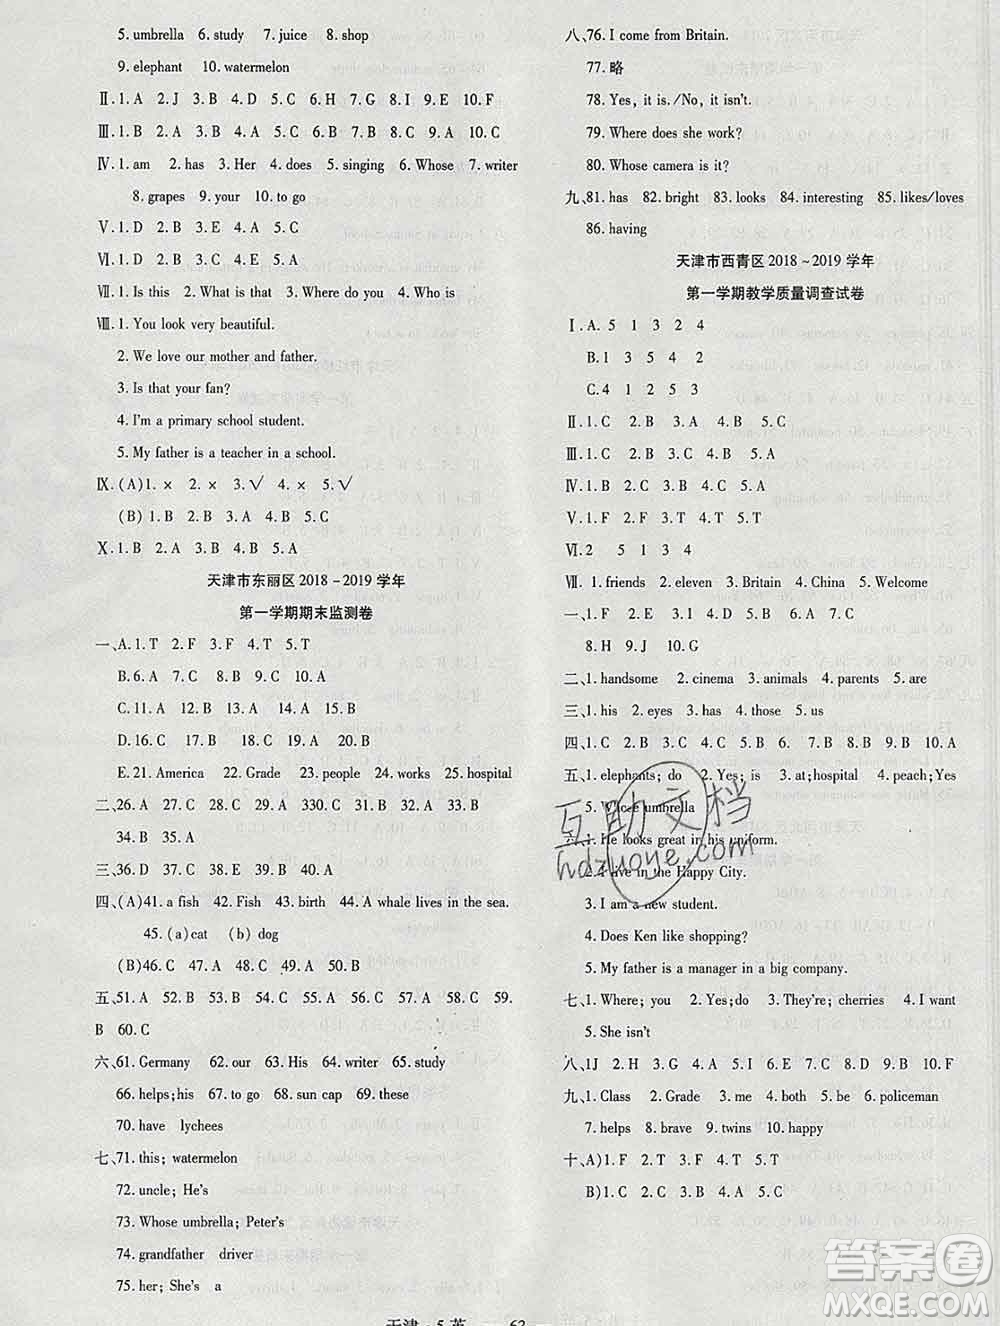 5. umbrella 6. study 7. juice 8. shop
9. elephant 10. watermelon
Ⅱ. 1. A 2. J 3. B 4. D 5. C 6. H 7. G 8. I 9. E 10. F
Ⅲ. 1. B 2. A 3. B 4. A 5. A 6. B 7. C 8. B 9. A 10. C
Ⅳ. 1. am 2. has 3. Her 4. does 5. singing 6. Whose 7. writer
8. grapes 9. your 10. to go
Ⅴ. 1. D 2. B 3. A 4. E 5. C
Ⅵ. 1. B 2. D 3. A 4. C 5. E
Ⅶ. 1. Is this 2. What is that 3. Whose is 4. do you 5. Who is
Ⅷ. 1. You look very beautiful.
2. We love our mother and father.
3. Is that your fan?
4. I'm a primary school student.
5. My father is a teacher in a school.
Ⅸ. (A) 1. × 2. × 3. √ 4. × 5. √
(B) 1. B 2. A 3. C 4. B 5. A
Ⅹ. 1. B 2. A 3. B 4. B 5. A
天津市东丽区 2018~2019 学年
第一学期期末监测卷
一、A. 1. T 2. F 3. F 4. T 5. T
B. 6. A 7. B 8. C 9. A 10. A
C. 11. A 12. B 13. A 14. B 15. A
D. 16. C 17. B 18. A 19. A 20. B
E. 21. America 22. Grade 23. people 24. works 25. hospital
二、26. A 27. C 28. B 29. A 330. C 31. A 32. A 33. B
34. B 35. A
三、36. D 37. C 38. E 39. B 40. A
四、(A) 41. a fish 42. Fish 43. birth 44. A whale lives in the sea.
45. (a) cat (b) dog
(B) 46. C 47. A 48. C 49. A 50. B
五、51. A 52. B 53. C 54. B 55. A 56. C 57. A 58. C 59.
B 60. C
六、61. Germany 62. our 63. His 64. writer 65. study
66. helps; his 67. to go 68. sun cap 69. these
70. have lychees
七、71. this; watermelon
72. uncle; He's
73. Whose umbrella; Peter's
74. grandfather driver
75. her; She's a
八、76. I come from Britain.
77. 略
78. Yes, it is./No, it isn't.
79. Where does she work?
80. Whose camera is it?
九、81. has 82. bright 83. looks 84. interesting 85. likes/loves
86. having
天津市西青区 2018~2019 学年
第一学期教学质量调查试卷
Ⅰ. A. 5 1 3 2 4
B. 1 3 5 4 2
C. 4 1 2 5 3
Ⅱ. 1. C 2. B 3. A 4. B 5. C
Ⅲ. 1. C 2. B 3. B 4. A 5. A
Ⅳ. 1. B 2. C 3. A 4. C 5. B
Ⅴ. 1. F 2. F 3. T 4. T 5. T
Ⅵ. 2 5 1 3 4
Ⅶ. 1. friends 2. eleven 3. Britain 4. China 5. Welcome
一、1. F 2. I 3. B 4. E 5. D 6. A 7. C
8. H 9. J 10. G
二、1. handsome 2. cinema 3. animals 4. parents 5. are
三、1. his 2. eyes 3. has 4. those 5. us
四、1. C 2. B 3. C 4. A 5. C 6. C 7. B 8. B 9. B 10. A
五、1. elephants; do 2. Yes; is 3. at; hospital 4. peach; Yes
5. umbrella
六、1. He looks great in his uniform.
2. I live in the Happy City.
3. I am a new student.
4. Does Ken like shopping?
5. My father is a manager in a big company.
七、1. Where; you 2. Yes; do 3. They're; cherries 4. I want
5. She isn't
八、1J 2. H 3. G 4. A 5. I 6. D 7. B 8. E 9. C 10. F
九、1. Class 2. Grade 3. me 4. both 5. be 6. policeman
7. helps 8. brave 9. twins 10. happy
十、A) 1. F 2. F 3. T 4. T 5. T
B) 1. C 2. C 3. A 4. B 5. A
天津·5 英 — 62 —
互助文档
hdzuoye.com
答案圈
MXQE.COM